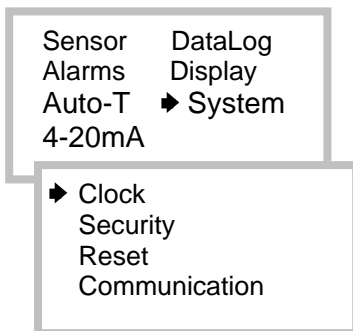 Sensor DataLog
Alarms Display
Auto-T 🡆 System
4-20mA
🡆 Clock
Security
Reset
Communication